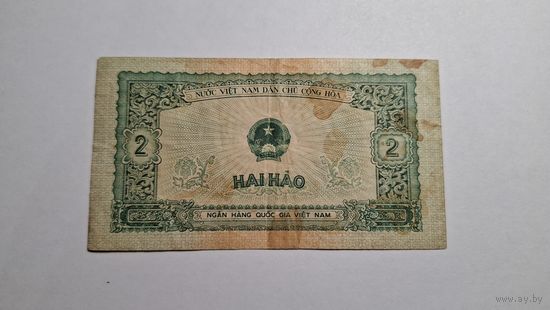 NƯỚC VIỆT NAM DÂN CHỦ CỘNG HÒA
2 2
HAI HÀO
NGÂN HÀNG QUỐC GIA VIỆT NAM
www.ay.by